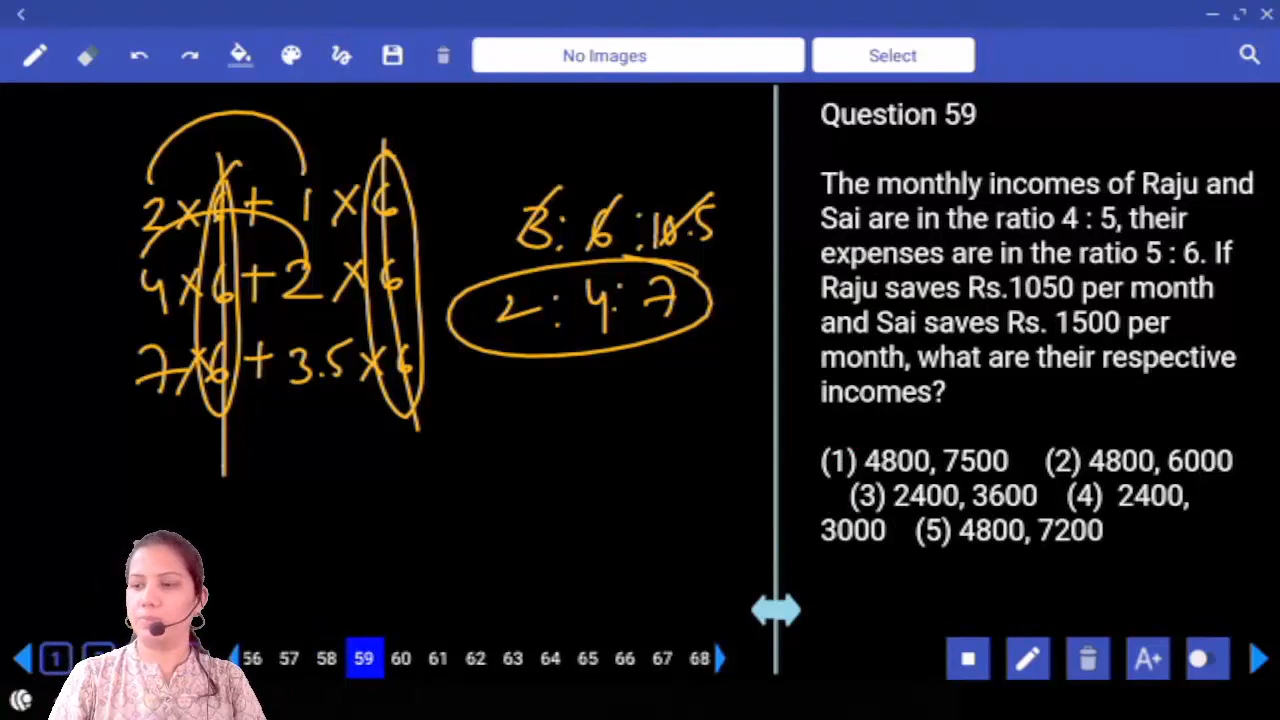 No Images
Select
2×6+1×6
4×6+2×6
7×6+3.5×6
3:6:10.5
2:4:7
Question 59
The monthly incomes of Raju and
Sai are in the ratio 4 : 5, their
expenses are in the ratio 5 : 6. If
Raju saves Rs.1050 per month
and Sai saves Rs. 1500 per
month, what are their respective
incomes?
(1) 4800, 7500 (2) 4800, 6000
(3) 2400, 3600 (4) 2400,
3000 (5) 4800, 7200
1
56 57 58 59 60 61 62 63 64 65 66 67 68
A+